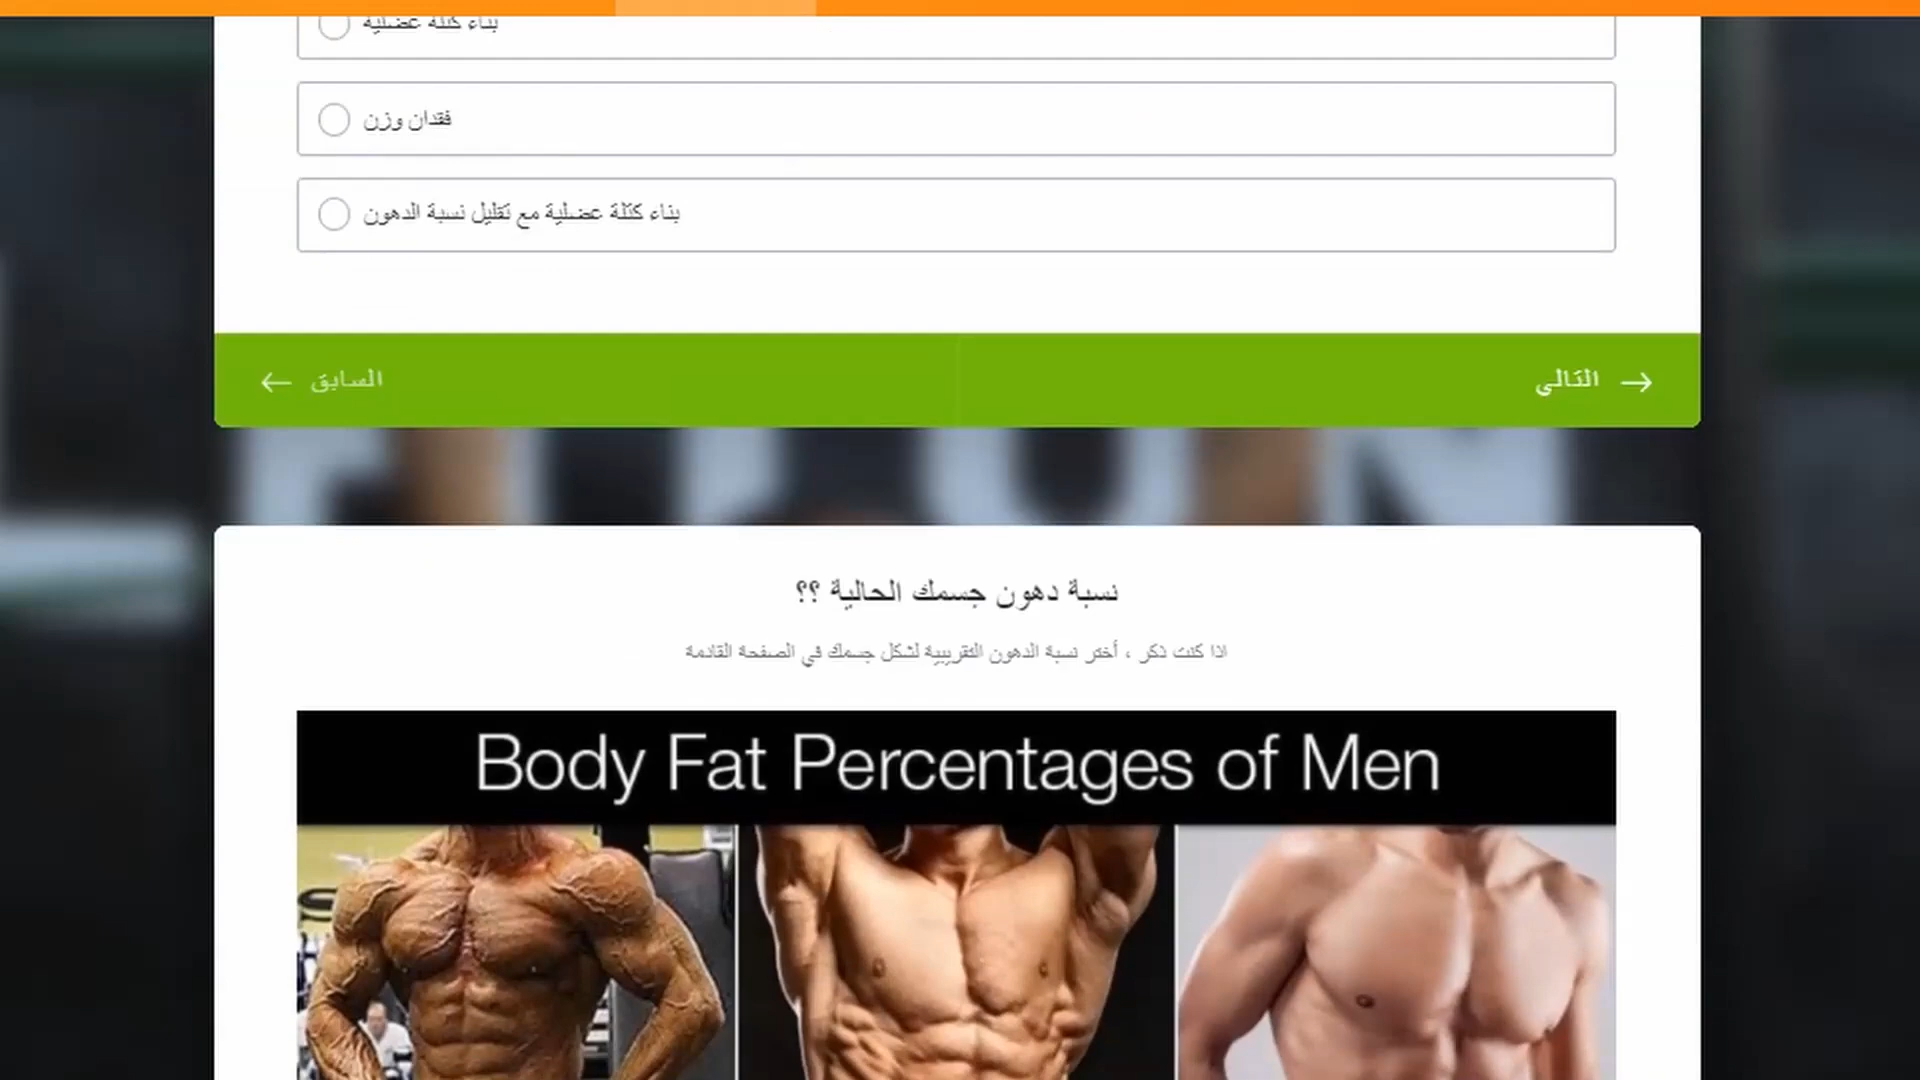 بناء كتلة عضلية
فقدان وزن
بناء كتلة عضلية مع تقليل نسبة الدهون
السابق
التالى
نسبة دهون جسمك الحالية ؟؟
اذا كنت ذكر ، أختر نسبة الدهون التقريبية لشكل جسمك في الصفحة القادمة
Body Fat Percentages of Men